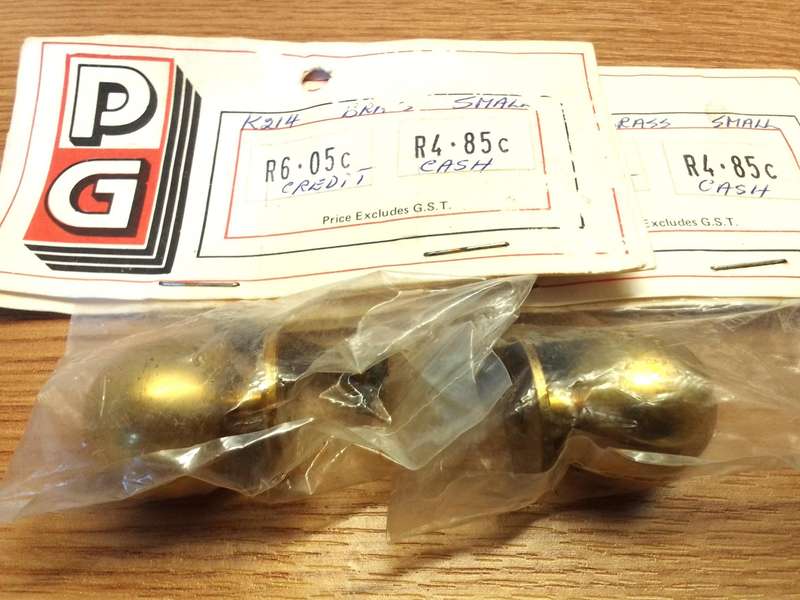 PG
K214 BRASS SMALL
R6.05c
CREDIT
R4.85c
CASH
Price Excludes G.S.T.
RASS SMALL
R4.85c
CASH
Excludes G.S.T.